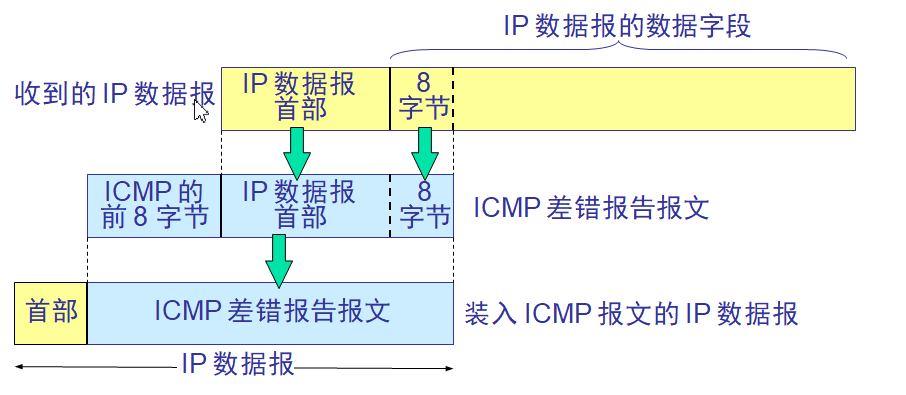 IP 数据报的数据字段
收到的 IP 数据报
IP 数据报
首部
8
字节
ICMP 的
前 8 字节
IP 数据报
首部
8
字节
ICMP 差错报告报文
首部
ICMP 差错报告报文
装入 ICMP 报文的 IP 数据报
IP 数据报